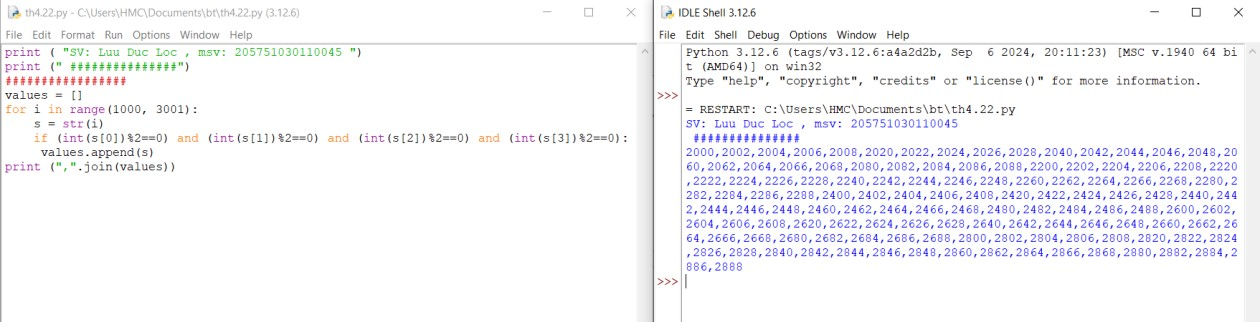 th4.22.py - C:\Users\HMC\Documents\bt\th4.22.py (3.12.6)
File Edit Format Run Options Window Help
print ( "SV: Luu Duc Loc , msv: 205751030110045 ")
print (" ###############")
#################
values = []
for i in range(1000, 3001):
    s = str(i)
    if (int(s[0])%2==0) and (int(s[1])%2==0) and (int(s[2])%2==0) and (int(s[3])%2==0):
     values.append(s)
print (",".join(values))
IDLE Shell 3.12.6
File Edit Shell Debug Options Window Help
Python 3.12.6 (tags/v3.12.6:a4a2d2b, Sep  6 2024, 20:11:23) [MSC v.1940 64 bi
t (AMD64)] on win32
Type "help", "copyright", "credits" or "license()" for more information.
>>>
= RESTART: C:\Users\HMC\Documents\bt\th4.22.py
SV: Luu Duc Loc , msv: 205751030110045
 ###############
2000,2002,2004,2006,2008,2020,2022,2024,2026,2028,2040,2042,2044,2046,2048,20
60,2062,2064,2066,2068,2080,2082,2084,2086,2088,2200,2202,2204,2206,2208,2220
,2222,2224,2226,2228,2240,2242,2244,2246,2248,2260,2262,2264,2266,2268,2280,2
282,2284,2286,2288,2400,2402,2404,2406,2408,2420,2422,2424,2426,2428,2440,244
2,2444,2446,2448,2460,2462,2464,2466,2468,2480,2482,2484,2486,2488,2600,2602,
2604,2606,2608,2620,2622,2624,2626,2628,2640,2642,2644,2646,2648,2660,2662,26
64,2666,2668,2680,2682,2684,2686,2688,2800,2802,2804,2806,2808,2820,2822,2824
,2826,2828,2840,2842,2844,2846,2848,2860,2862,2864,2866,2868,2880,2882,2884,2
886,2888
>>>